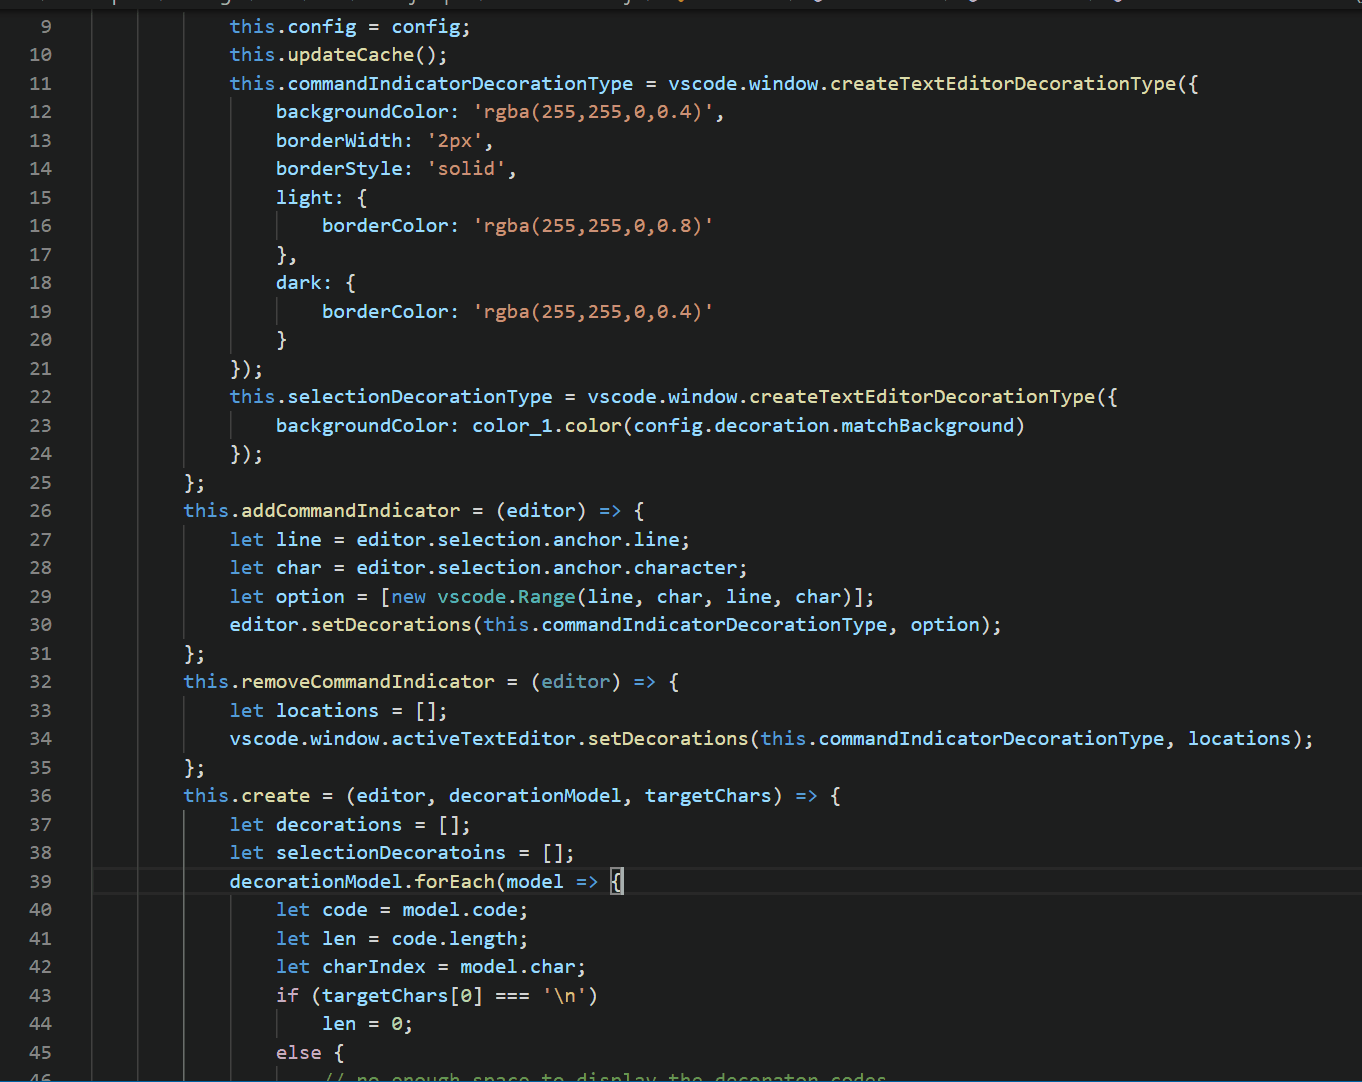 9 this.config = config;
10 this.updateCache();
11 this.commandIndicatorDecorationType = vscode.window.createTextEditorDecorationType({
12 backgroundColor: 'rgba(255,255,0,0.4)',
13 borderWidth: '2px',
14 borderStyle: 'solid',
15 light: {
16 borderColor: 'rgba(255,255,0,0.8)'
17 },
18 dark: {
19 borderColor: 'rgba(255,255,0,0.4)'
20 }
21 });
22 this.selectionDecorationType = vscode.window.createTextEditorDecorationType({
23 backgroundColor: color_1.color(config.decoration.matchBackground)
24 });
25 };
26 this.addCommandIndicator = (editor) => {
27 let line = editor.selection.anchor.line;
28 let char = editor.selection.anchor.character;
29 let option = [new vscode.Range(line, char, line, char)];
30 editor.setDecorations(this.commandIndicatorDecorationType, option);
31 };
32 this.removeCommandIndicator = (editor) => {
33 let locations = [];
34 vscode.window.activeTextEditor.setDecorations(this.commandIndicatorDecorationType, locations);
35 };
36 this.create = (editor, decorationModel, targetChars) => {
37 let decorations = [];
38 let selectionDecoratoins = [];
39 decorationModel.forEach(model => {
40 let code = model.code;
41 let len = code.length;
42 let charIndex = model.char;
43 if (targetChars[0] === '\n')
44 len = 0;
45 else {
46 // no enough space to display the decoraton codes